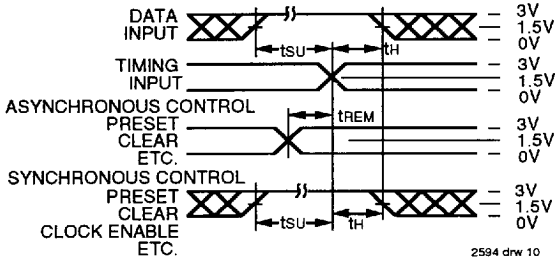 DATA INPUT
3V
1.5V
0V
tSU
tH
TIMING INPUT
3V
1.5V
0V
ASYNCHRONOUS CONTROL
PRESET
CLEAR
ETC.
tREM
3V
1.5V
0V
SYNCHRONOUS CONTROL
PRESET
CLEAR
CLOCK ENABLE
ETC.
tSU
tH
3V
1.5V
0V
2594 drw 10